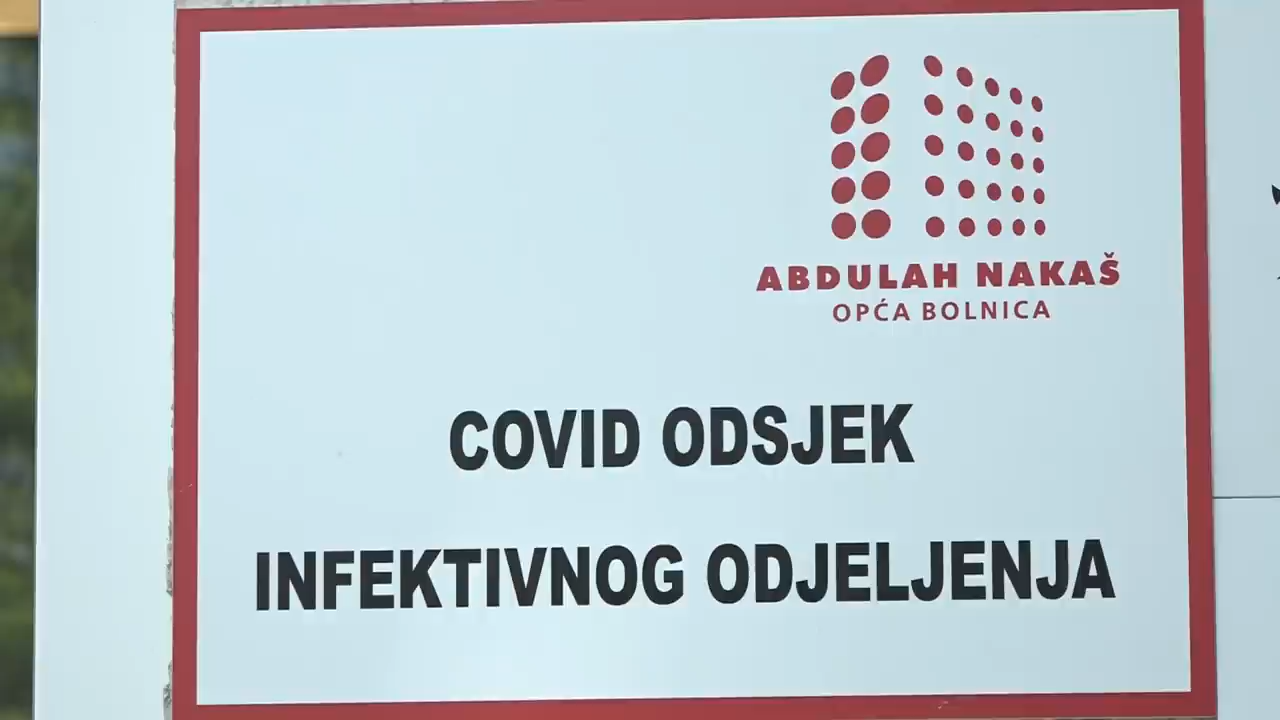 ABDULAH NAKAŠ
OPĆA BOLNICA
COVID ODSJEK
INFEKTIVNOG ODJELJENJA